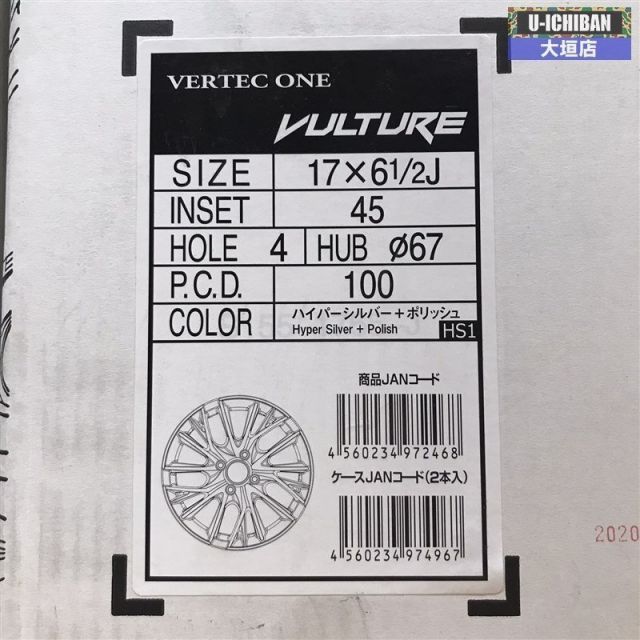 U-ICHIBAN
大垣店
VERTEC ONE
VULTURE
SIZE 17×6 1/2J
INSET 45
HOLE 4 HUB ø67
P.C.D. 100
COLOR ハイパーシルバー+ポリッシュ
Hyper Silver + Polish HS1
商品JANコード
4 560234 972468
ケースJANコード(2本入)
4 560234 974967
2020